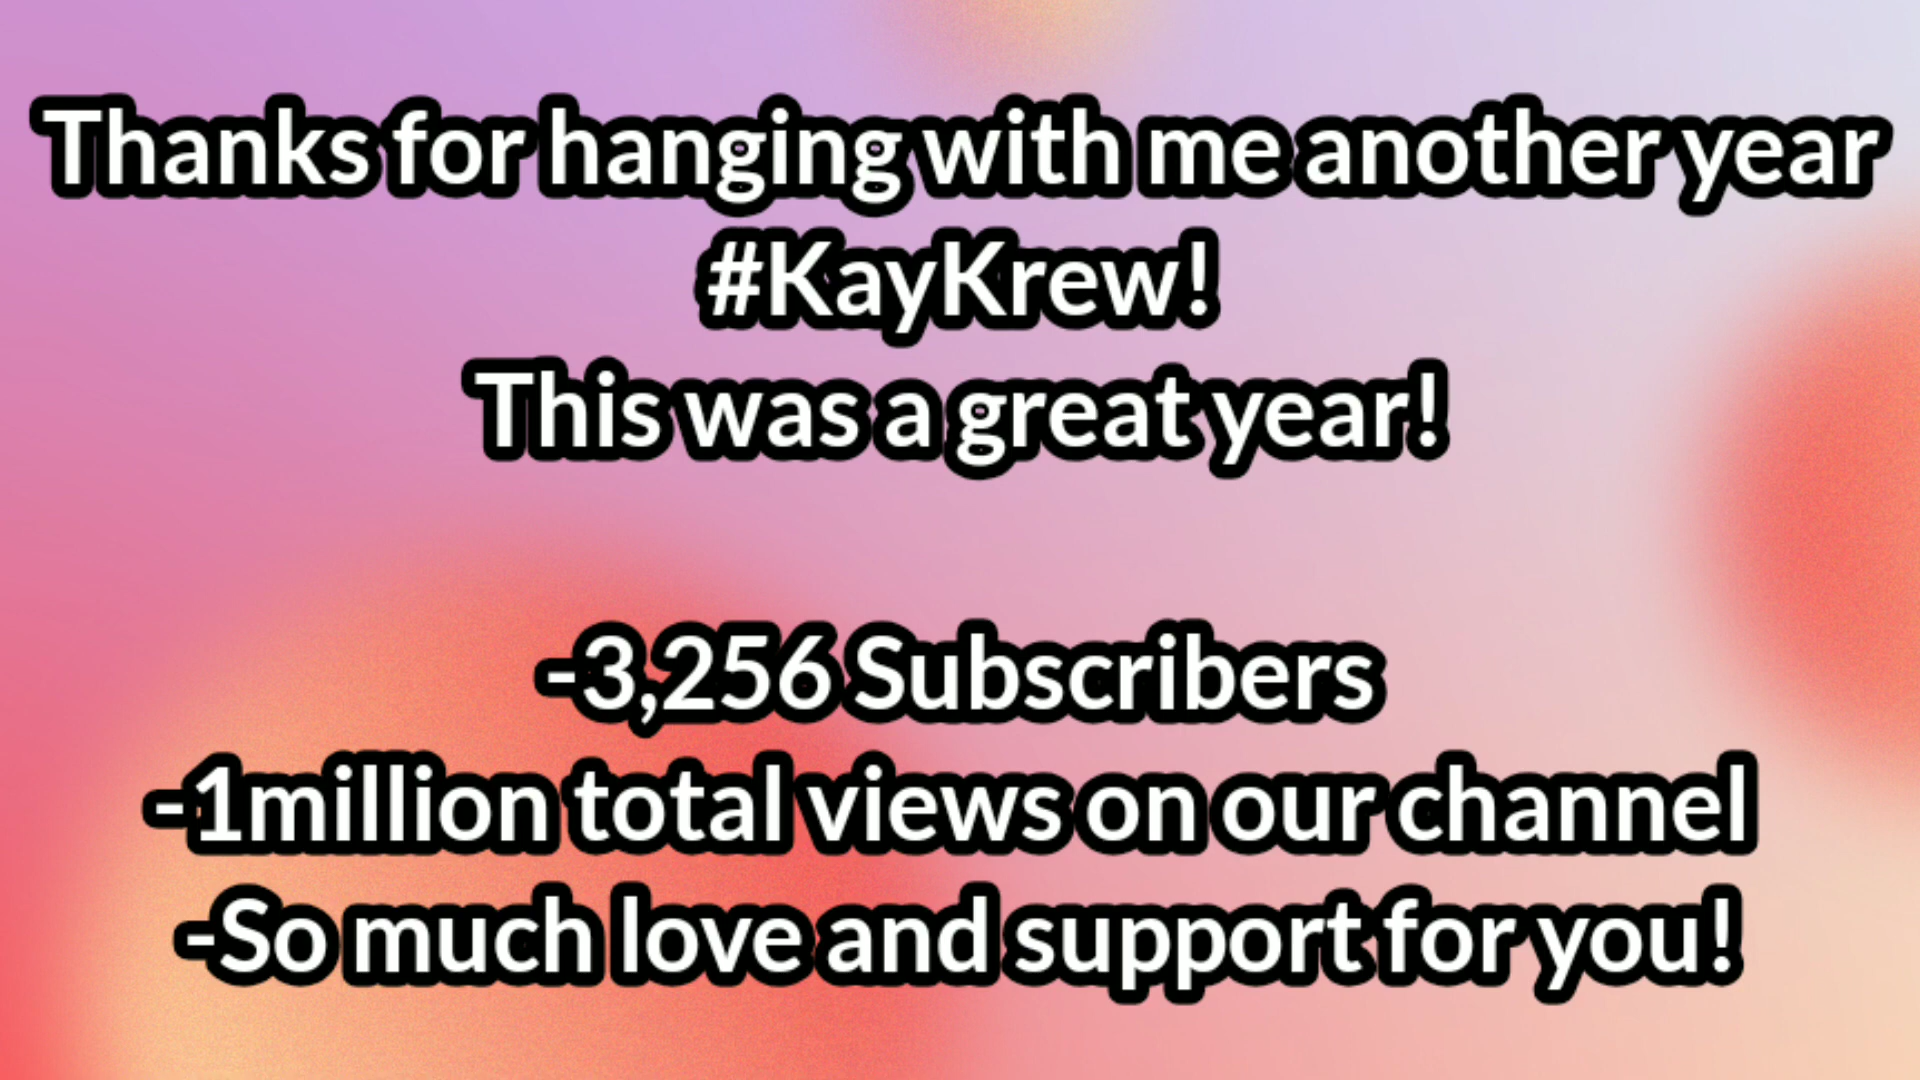 Thanks for hanging with me another year
#KayKrew!
This was a great year!
-3,256 Subscribers
-1million total views on our channel
-So much love and support for you!